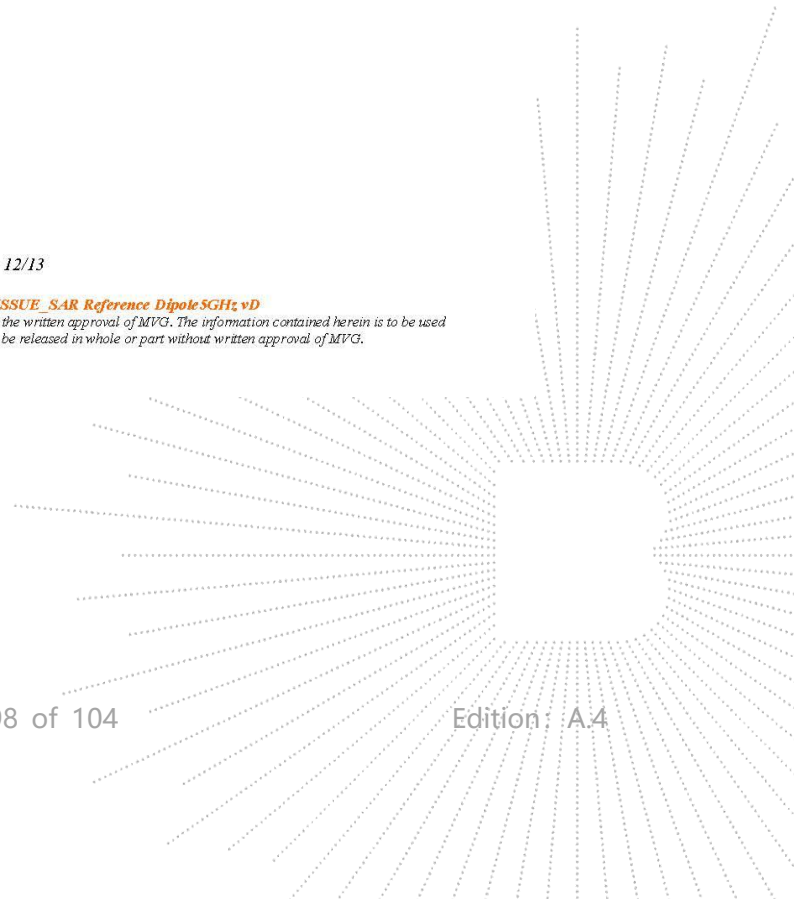 12/13
SSUE_SAR Reference Dipole5GHz vD
the written approval of MVG. The information contained herein is to be used
be released in whole or part without written approval of MVG.
8 of 104 Edition: A.4